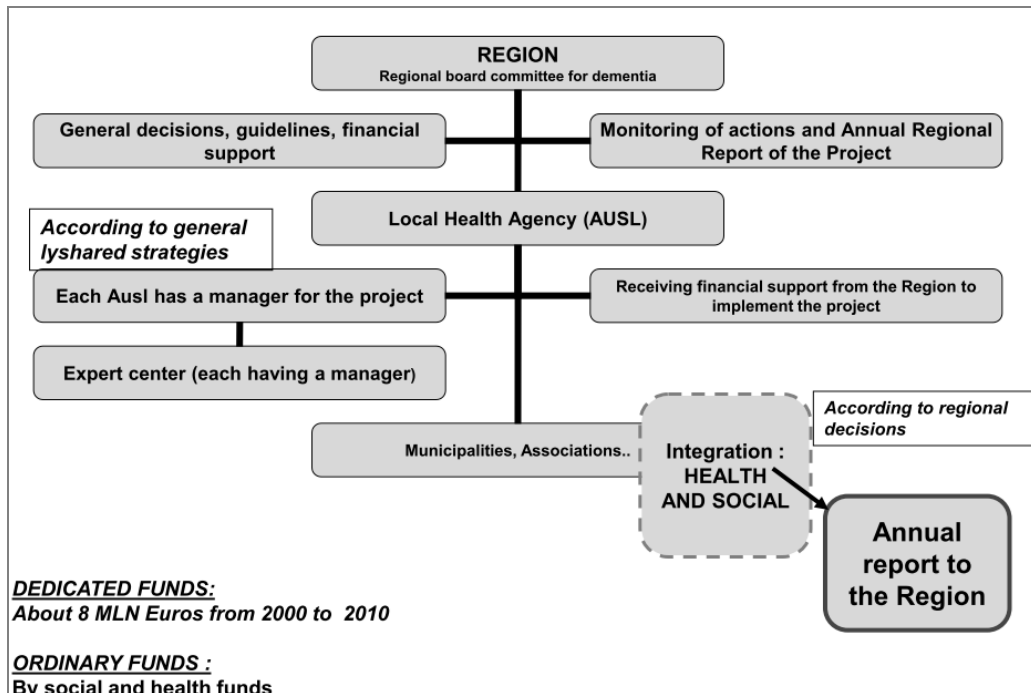 REGION
Regional board committee for dementia
General decisions, guidelines, financial
support
Monitoring of actions and Annual Regional
Report of the Project
Local Health Agency (AUSL)
According to general
lyshared strategies
Each Ausl has a manager for the project
Receiving financial support from the Region to
implement the project
Expert center (each having a manager)
Municipalities, Associations..
Integration :
HEALTH
AND SOCIAL
According to regional
decisions
Annual
report to
the Region
DEDICATED FUNDS:
About 8 MLN Euros from 2000 to 2010
ORDINARY FUNDS :
By social and health funds